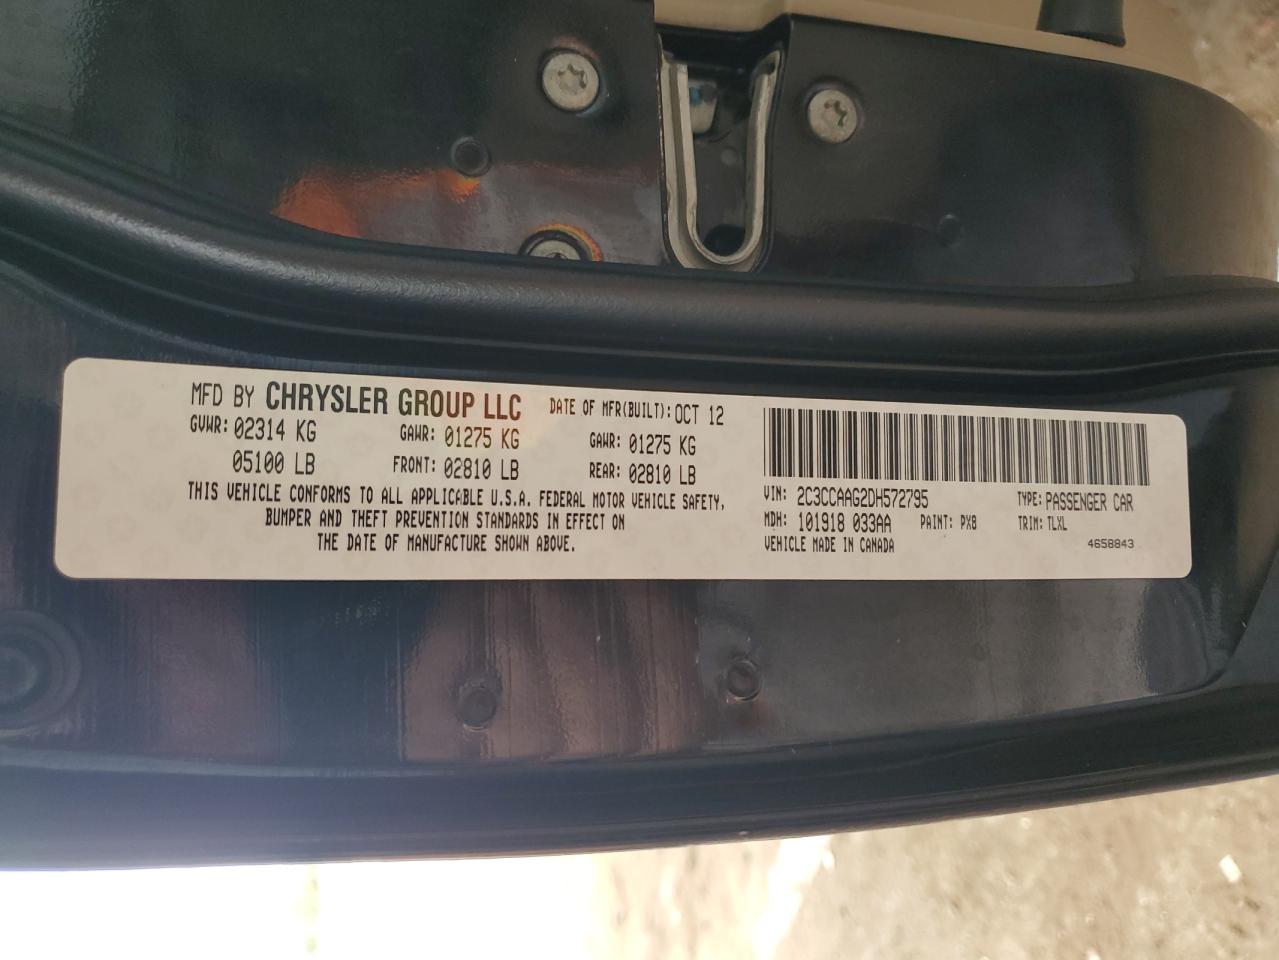 MFD BY CHRYSLER GROUP LLC DATE OF MFR(BUILT): OCT 12
GVWR: 02314 KG GAWR: 01275 KG GAWR: 01275 KG
05100 LB FRONT: 02810 LB REAR: 02810 LB
THIS VEHICLE CONFORMS TO ALL APPLICABLE U.S.A. FEDERAL MOTOR VEHICLE SAFETY,
BUMPER AND THEFT PREVENTION STANDARDS IN EFFECT ON
THE DATE OF MANUFACTURE SHOWN ABOVE.
VIN: 2C3CCAAG2DH572795 TYPE: PASSENGER CAR
MDH: 101918 033AA PAINT: PX8 TRIM: TLXL
VEHICLE MADE IN CANADA 4658843